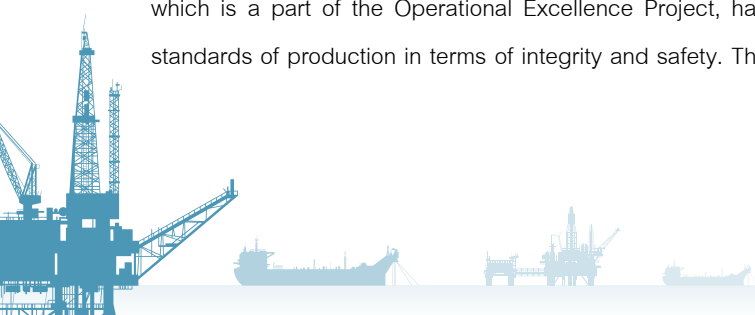 which is a part of the Operational Excellence Project, ha
standards of production in terms of integrity and safety. Th